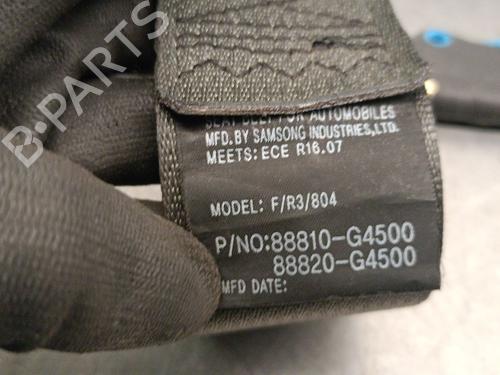 B-PARTS
SEAT BELT FOR AUTOMOBILES
MFD.BY SAMSONG INDUSTRIES,LTD.
MEETS: ECE R16.07
MODEL: F/R3/804
P/NO:88810-G4500
88820-G4500
MFD DATE: